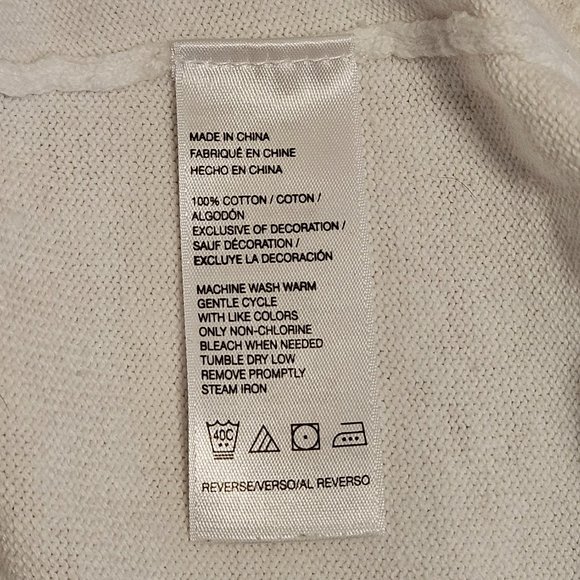 MADE IN CHINA
FABRIQUÉ EN CHINE
HECHO EN CHINA
100% COTTON / COTON /
ALGODÓN
EXCLUSIVE OF DECORATION /
SAUF DÉCORATION /
EXCLUYE LA DECORACIÓN
MACHINE WASH WARM
GENTLE CYCLE
WITH LIKE COLORS
ONLY NON-CHLORINE
BLEACH WHEN NEEDED
TUMBLE DRY LOW
REMOVE PROMPTLY
STEAM IRON
40C
REVERSE/VERSO/AL REVERSO